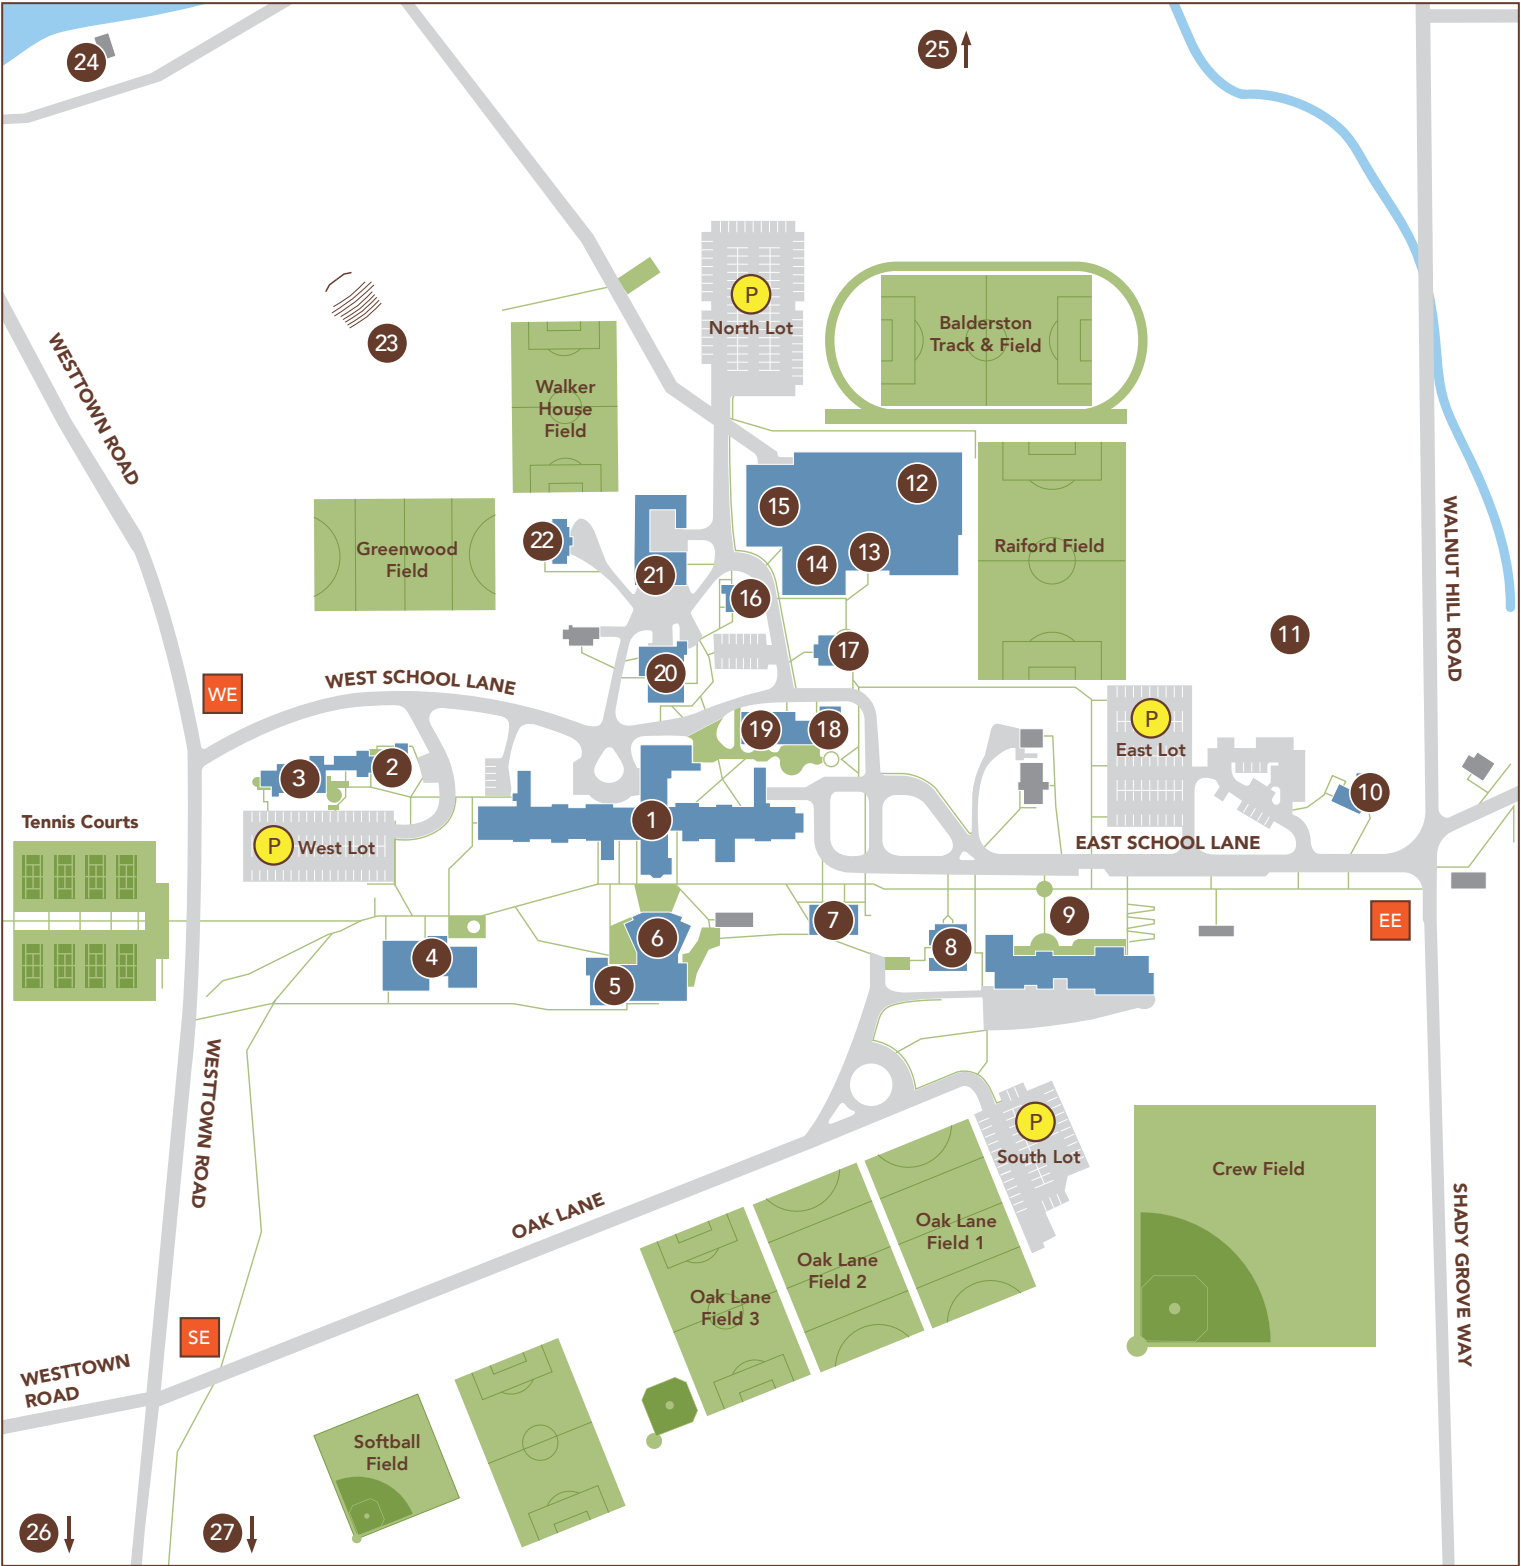 24
25
P
North Lot
Balderston
Track & Field
23
WESTTOWN ROAD
Walker
House
Field
12
15
WALNUT HILL ROAD
Greenwood
Field
22
13
14
Raiford Field
21
16
11
17
20
WE
WEST SCHOOL LANE
P
East Lot
19
18
3
2
10
Tennis Courts
P
West Lot
1
EAST SCHOOL LANE
9
7
EE
6
8
4
5
WESTTOWN ROAD
P
South Lot
Crew Field
OAK LANE
Oak Lane
Field 1
Oak Lane
Field 2
Oak Lane
Field 3
SHADY GROVE WAY
SE
WESTTOWN
ROAD
Softball
Field
26
27